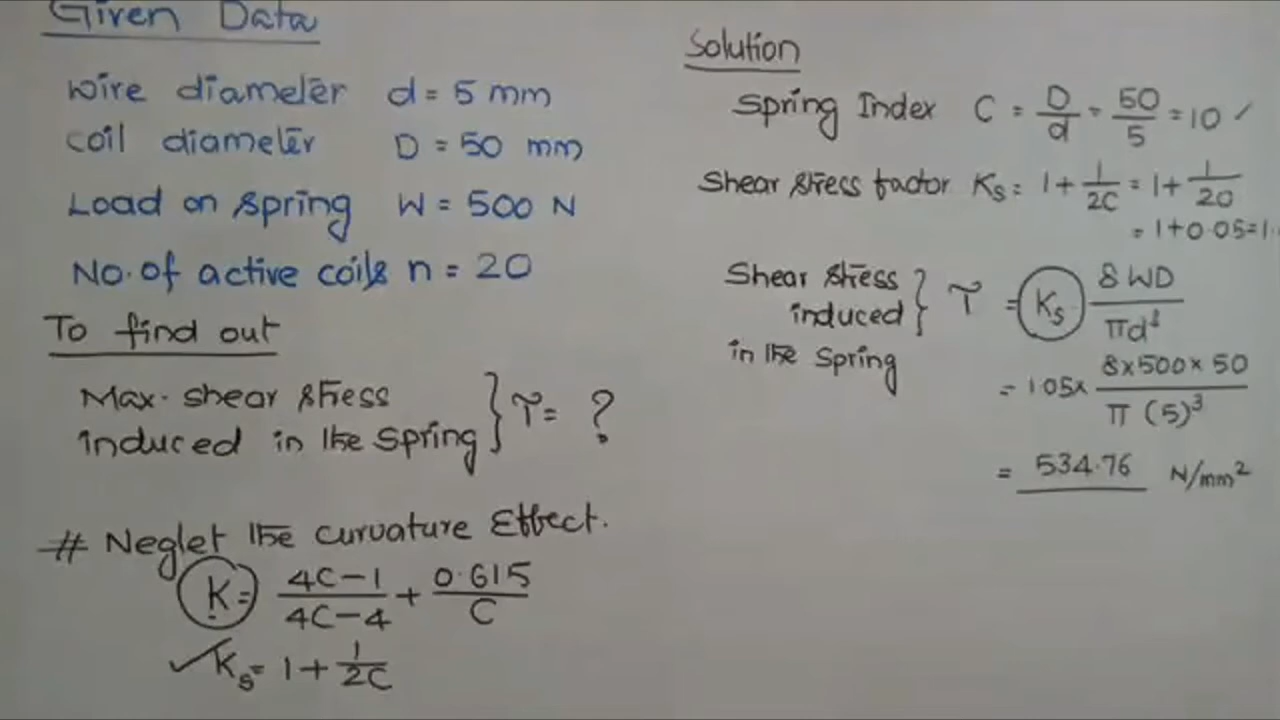 Given Data
Wire diameter d = 5 mm
coil diameter D = 50 mm
Load on spring W = 500 N
No. of active coils n = 20
To find out
Max. shear stress
induced in the spring } τ = ?
# Neglet the curvature Effect.
K = (4C-1)/(4C-4) + 0.615/C
✓ Ks = 1 + 1/2C
Solution
Spring Index C = D/d = 50/5 = 10 ✓
Shear stress factor Ks = 1 + 1/2C = 1 + 1/20
= 1+0.05=1.
Shear stress
induced } τ = Ks 8WD/πd³
in the spring
= 1.05 x 8x500x50/π(5)³
= 534.76 N/mm²